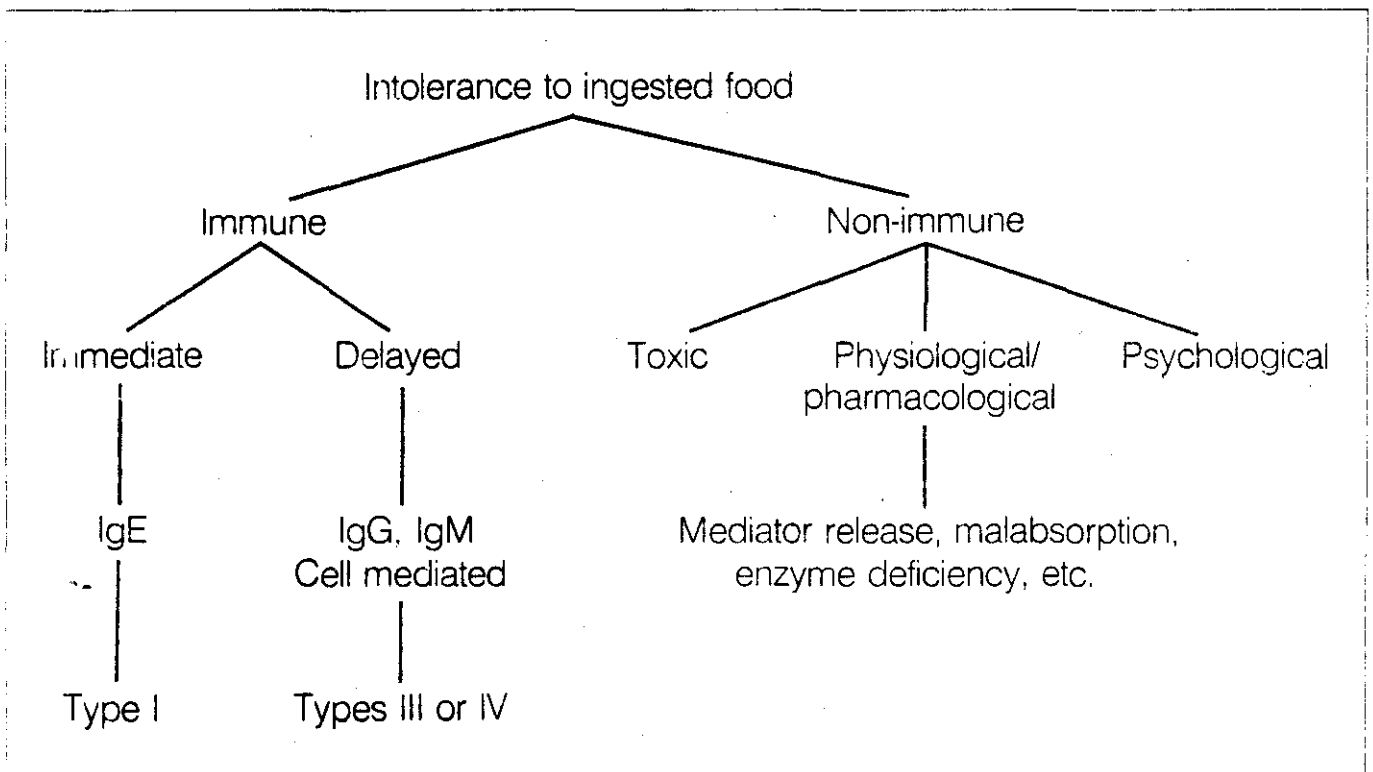 Intolerance to ingested food
Immune
Non-immune
Immediate
Delayed
Toxic
Physiological/
pharmacological
Psychological
IgE
IgG, IgM
Cell mediated
Mediator release, malabsorption,
enzyme deficiency, etc.
Type I
Types III or IV